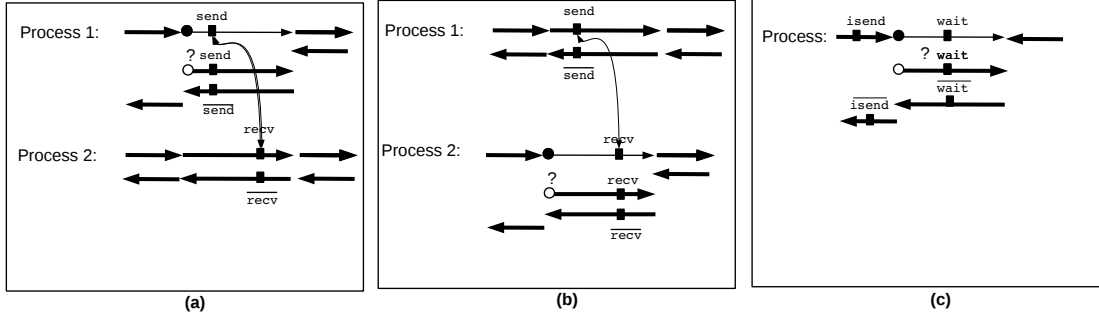 send
Process 1:
? send
send
recv
Process 2:
recv
(a)
send
Process 1:
send
recv
Process 2:
? recv
recv
(b)
isend wait
Process:
? wait
wait
isend
(c)